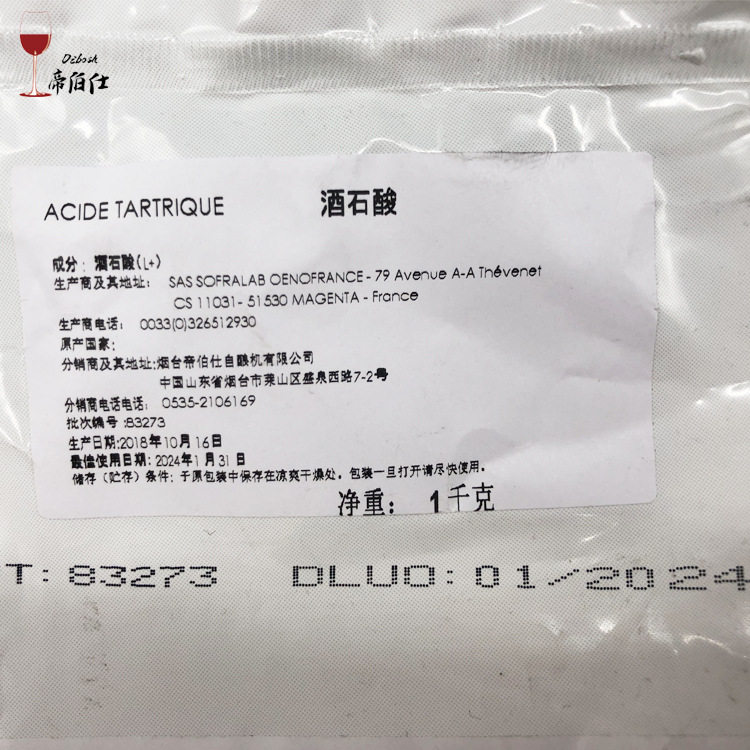 Debosh
帝伯仕
ACIDE TARTRIQUE 酒石酸
成分：酒石酸(L+)
生产商及其地址： SAS SOFRALAB OENOFRANCE - 79 Avenue A-A Thévenet
CS 11031 - 51530 MAGENTA - France
生产商电话： 0033(0)326512930
原产国家：
分销商及其地址:烟台帝伯仕自酿机有限公司
中国山东省烟台市莱山区盛泉西路7-2号
分销商电话电话： 0535-2106169
批次编号:83273
生产日期:2018年10月16日
最佳使用日期: 2024年1月31日
储存（贮存）条件：于原包装中保存在凉爽干燥处。包装一旦打开请尽快使用。
净重： 1千克
T: 83273 DLUO: 01/2024